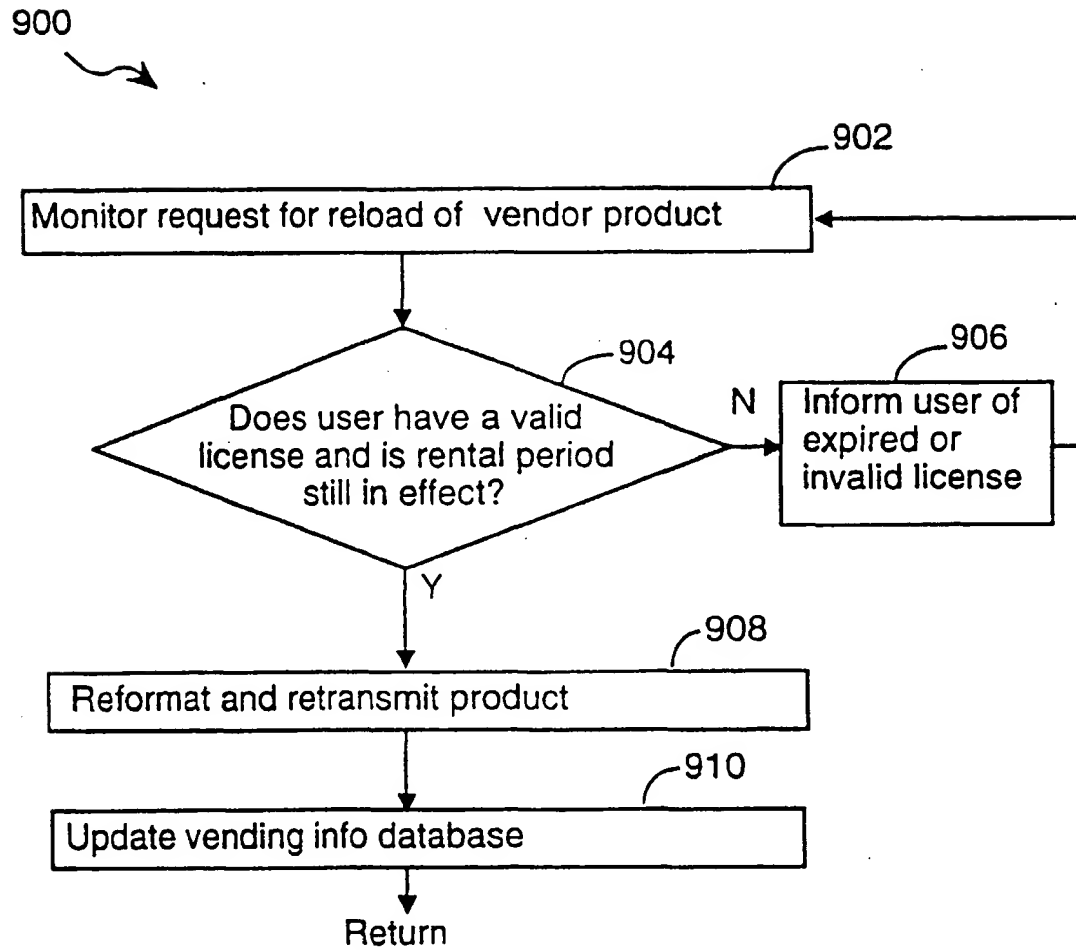 900
902
Monitor request for reload of vendor product
904
906
Does user have a valid
license and is rental period
still in effect?
N
Inform user of
expired or
invalid license
Y
908
Reformat and retransmit product
910
Update vending info database
Return